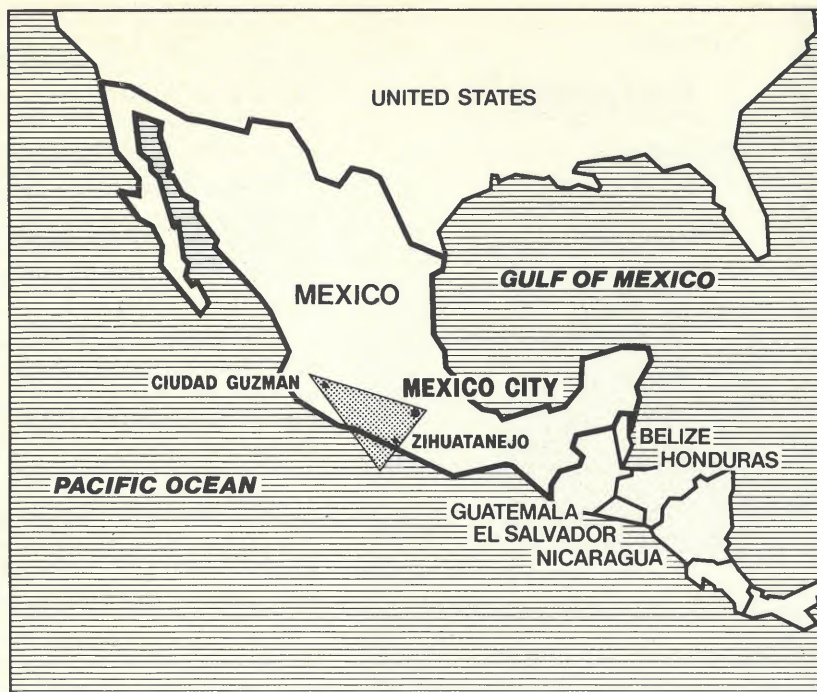 UNITED STATES
GULF OF MEXICO
MEXICO
CIUDAD GUZMAN
MEXICO CITY
ZIHUATANEJO
BELIZE
HONDURAS
PACIFIC OCEAN
GUATEMALA
EL SALVADOR
NICARAGUA